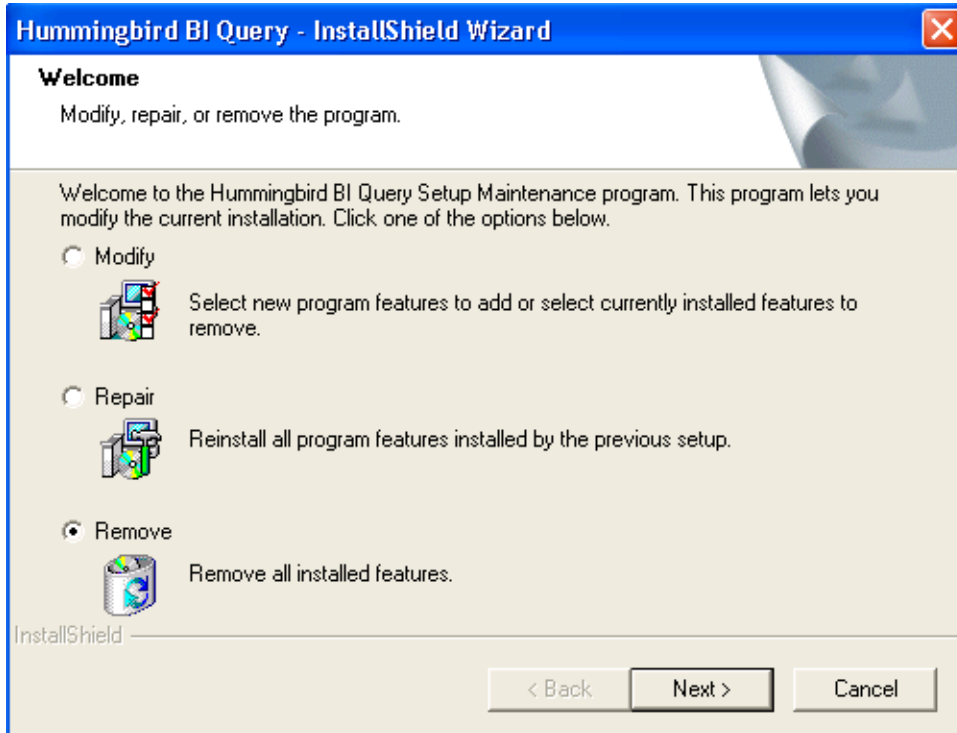 Hummingbird BI Query - InstallShield Wizard
Welcome
Modify, repair, or remove the program.
Welcome to the Hummingbird BI Query Setup Maintenance program. This program lets you
modify the current installation. Click one of the options below.
Modify
Select new program features to add or select currently installed features to
remove.
Repair
Reinstall all program features installed by the previous setup.
Remove
Remove all installed features.
InstallShield
< Back
Next >
Cancel